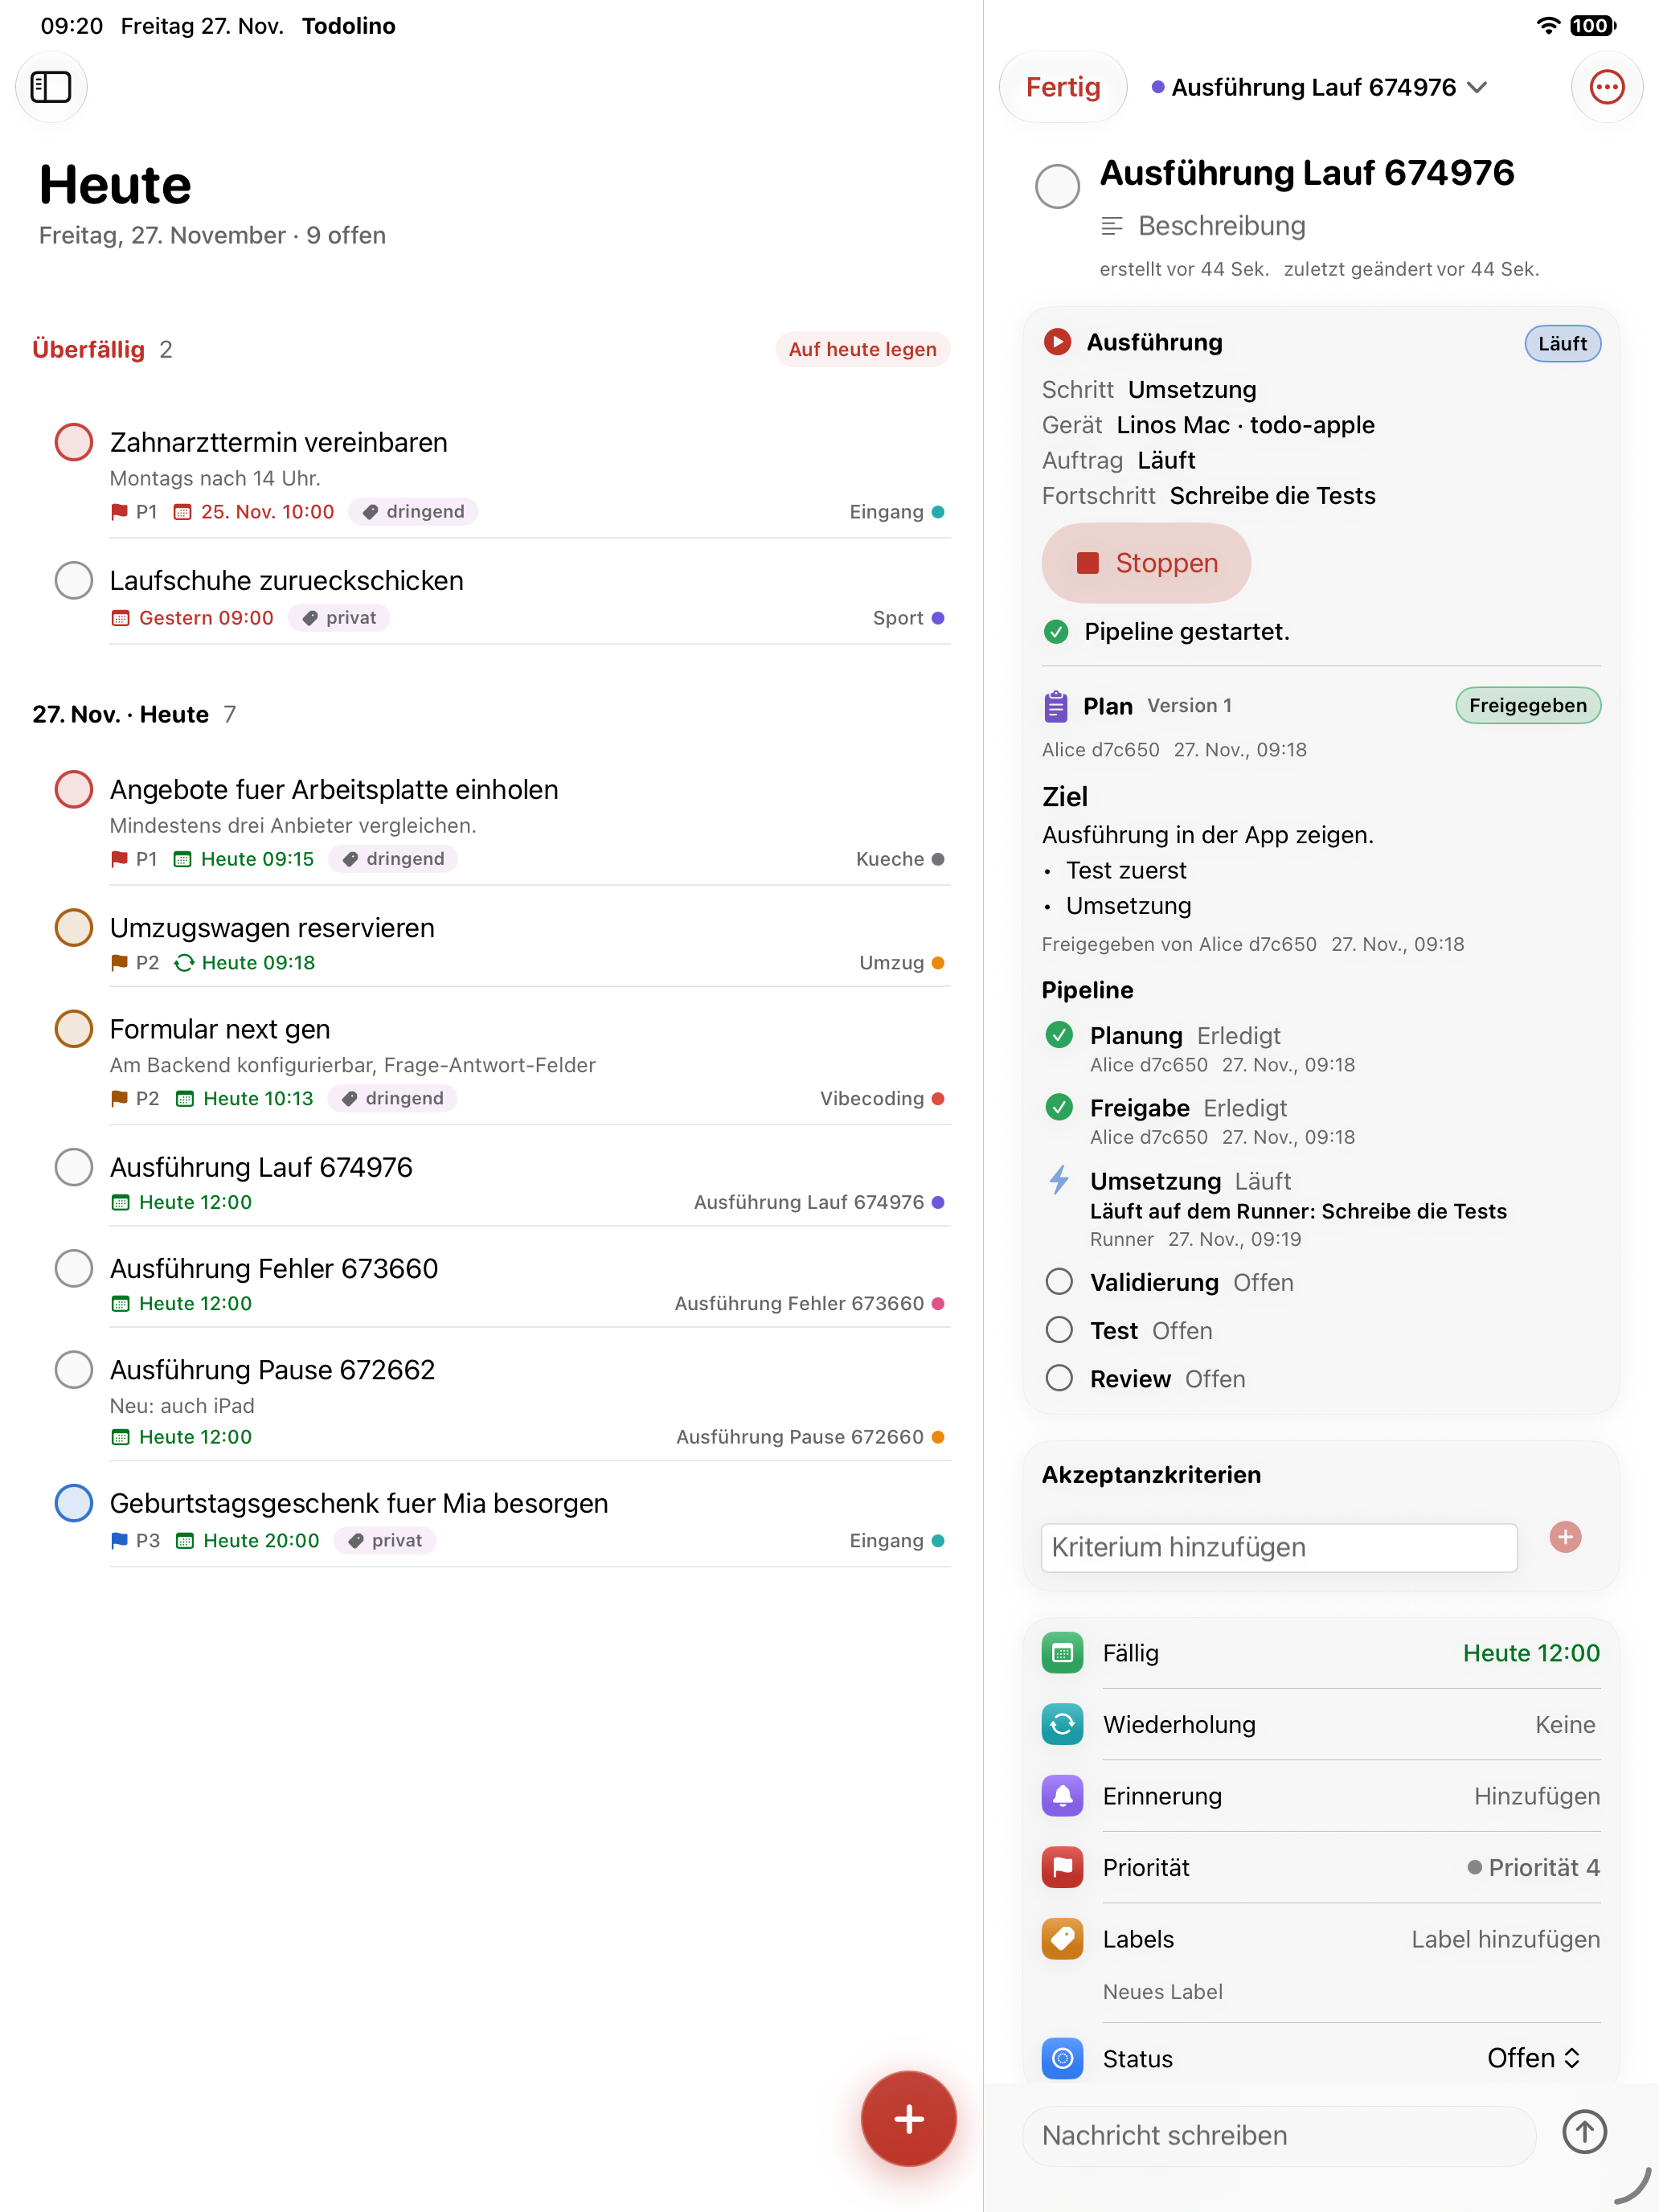 09:20 Freitag 27. Nov. Todolino
100
Heute
Freitag, 27. November · 9 offen
Überfällig 2
Auf heute legen
Zahnarzttermin vereinbaren
Montags nach 14 Uhr.
P1 25. Nov. 10:00 dringend Eingang
Laufschuhe zurueckschicken
Gestern 09:00 privat Sport
27. Nov. · Heute 7
Angebote fuer Arbeitsplatte einholen
Mindestens drei Anbieter vergleichen.
P1 Heute 09:15 dringend Kueche
Umzugswagen reservieren
P2 Heute 09:18 Umzug
Formular next gen
Am Backend konfigurierbar, Frage-Antwort-Felder
P2 Heute 10:13 dringend Vibecoding
Ausführung Lauf 674976
Heute 12:00 Ausführung Lauf 674976
Ausführung Fehler 673660
Heute 12:00 Ausführung Fehler 673660
Ausführung Pause 672662
Neu: auch iPad
Heute 12:00 Ausführung Pause 672660
Geburtstagsgeschenk fuer Mia besorgen
P3 Heute 20:00 privat Eingang
Fertig
Ausführung Lauf 674976
Ausführung Lauf 674976
Beschreibung
erstellt vor 44 Sek. zuletzt geändert vor 44 Sek.
Ausführung Läuft
Schritt Umsetzung
Gerät Linos Mac · todo-apple
Auftrag Läuft
Fortschritt Schreibe die Tests
Stoppen
Pipeline gestartet.
Plan Version 1 Freigegeben
Alice d7c650 27. Nov., 09:18
Ziel
Ausführung in der App zeigen.
• Test zuerst
• Umsetzung
Freigegeben von Alice d7c650 27. Nov., 09:18
Pipeline
Planung Erledigt
Alice d7c650 27. Nov., 09:18
Freigabe Erledigt
Alice d7c650 27. Nov., 09:18
Umsetzung Läuft
Läuft auf dem Runner: Schreibe die Tests
Runner 27. Nov., 09:19
Validierung Offen
Test Offen
Review Offen
Akzeptanzkriterien
Kriterium hinzufügen
Fällig Heute 12:00
Wiederholung Keine
Erinnerung Hinzufügen
Priorität Priorität 4
Labels Label hinzufügen
Neues Label
Status Offen
Nachricht schreiben